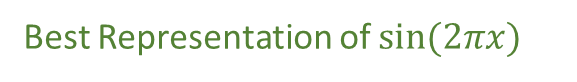 Best Representation of sin(2πx)